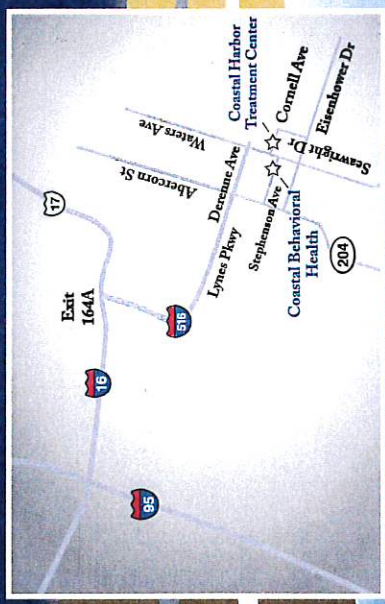 17
Exit
164A
16
95
516
Waters Ave
Abercorn St
Coastal Harbor
Treatment Center
Cornell Ave
Derenne Ave
Lynes Pkwy
Stephenson Ave
Eisenhower Dr
Seawright Dr
Coastal Behavioral
Health
204